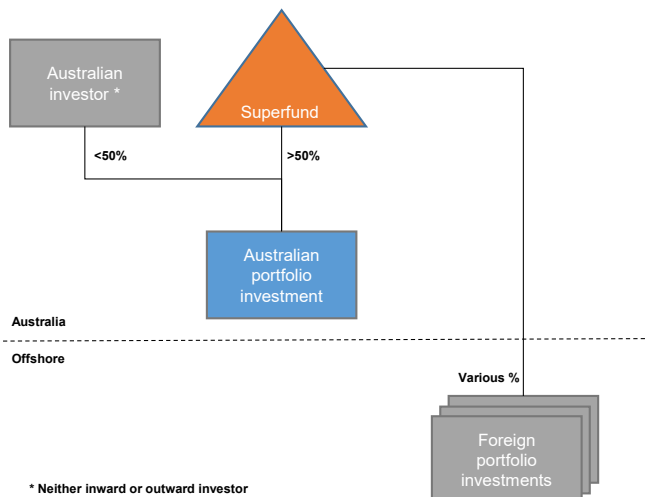 Australian
investor *
Superfund
<50%
>50%
Australian
portfolio
investment
Australia
Offshore
Various %
Foreign
portfolio
investments
* Neither inward or outward investor